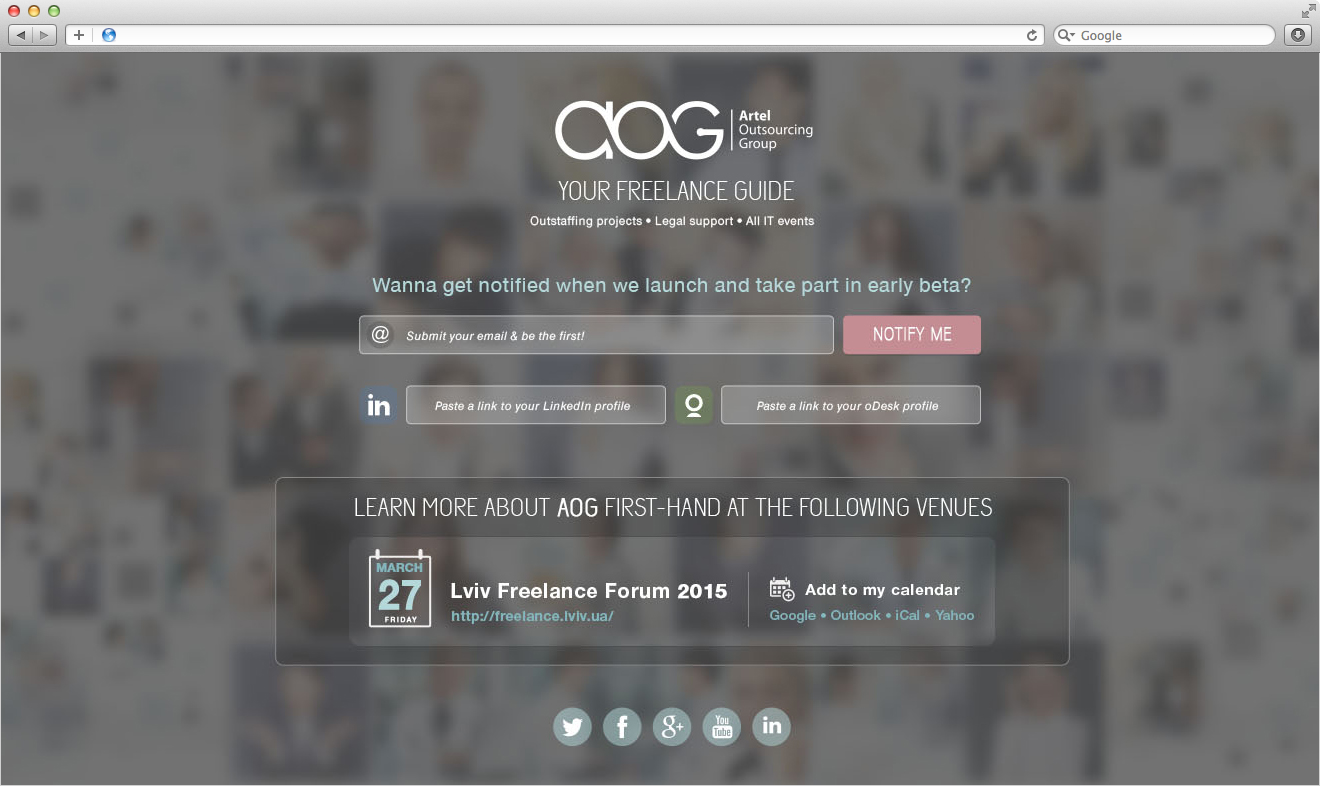 Google
aOG
Artel
Outsourcing
Group
YOUR FREELANCE GUIDE
Outstaffing projects • Legal support • All IT events
Wanna get notified when we launch and take part in early beta?
@ Submit your email & be the first!
NOTIFY ME
in
Paste a link to your LinkedIn profile
Paste a link to your oDesk profile
LEARN MORE ABOUT AOG FIRST-HAND AT THE FOLLOWING VENUES
MARCH
27
FRIDAY
Lviv Freelance Forum 2015
http://freelance.lviv.ua/
Add to my calendar
Google • Outlook • iCal • Yahoo
f
g+
You
Tube
in